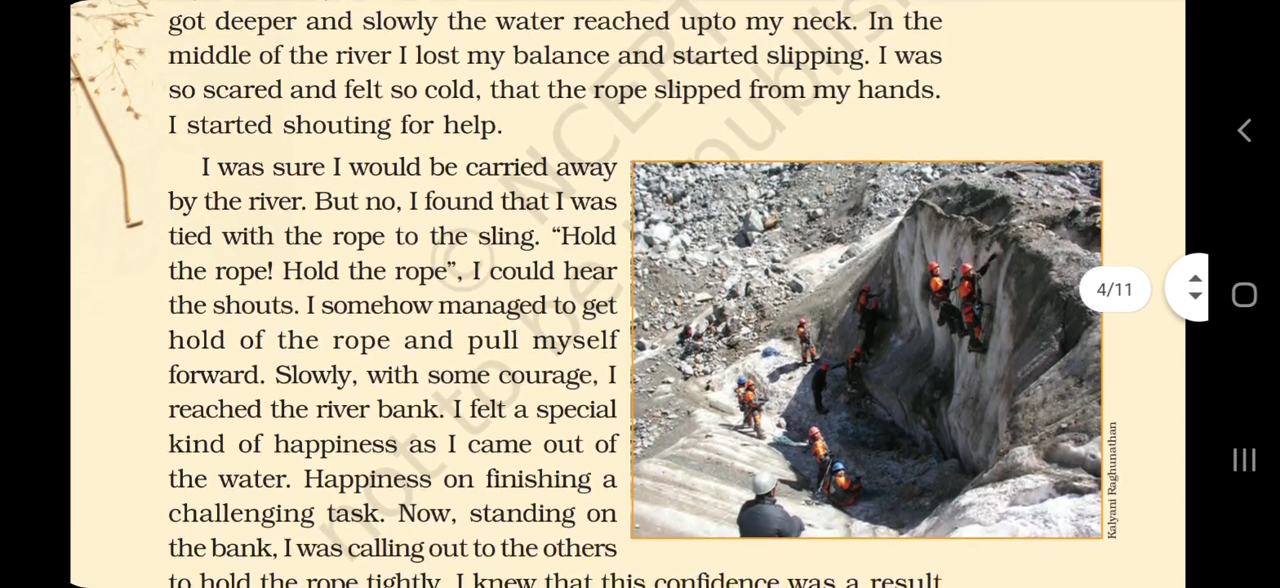 got deeper and slowly the water reached upto my neck. In the
middle of the river I lost my balance and started slipping. I was
so scared and felt so cold, that the rope slipped from my hands.
I started shouting for help.
I was sure I would be carried away
by the river. But no, I found that I was
tied with the rope to the sling. “Hold
the rope! Hold the rope”, I could hear
the shouts. I somehow managed to get
hold of the rope and pull myself
forward. Slowly, with some courage, I
reached the river bank. I felt a special
kind of happiness as I came out of
the water. Happiness on finishing a
challenging task. Now, standing on
the bank, I was calling out to the others
to hold the rope tightly. I knew that this confidence was a result
Kalyani Raghunathan
4/11
© NCERT
not to be republish